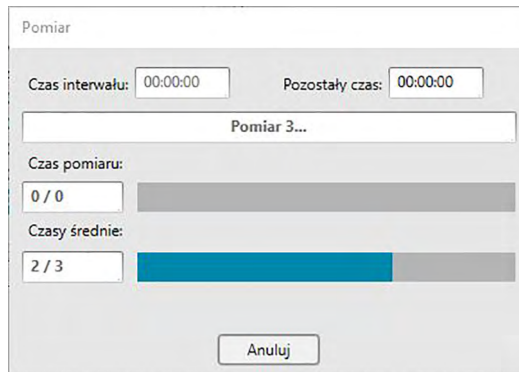 Pomiar
Czas interwału: 00:00:00 Pozostały czas: 00:00:00
Pomiar 3...
Czas pomiaru:
0 / 0
Czasy średnie:
2 / 3
Anuluj